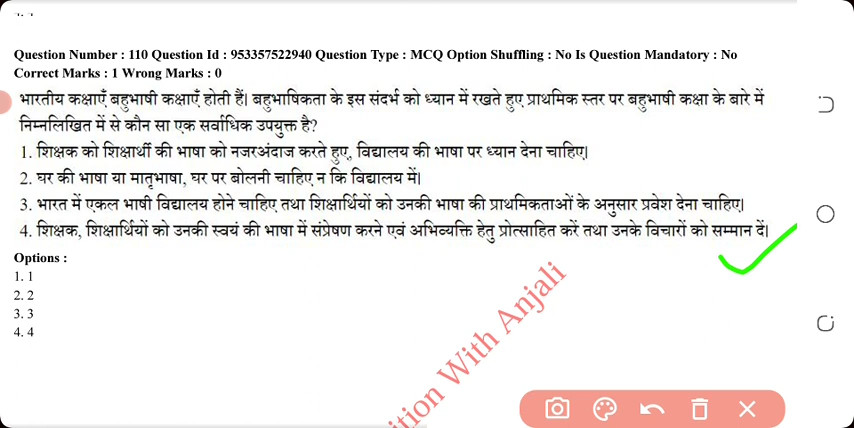 Question Number : 110 Question Id : 953357522940 Question Type : MCQ Option Shuffling : No Is Question Mandatory : No
Correct Marks : 1 Wrong Marks : 0
भारतीय कक्षाएँ बहुभाषी कक्षाएँ होती हैं। बहुभाषिकता के इस संदर्भ को ध्यान में रखते हुए प्राथमिक स्तर पर बहुभाषी कक्षा के बारे में
निम्नलिखित में से कौन सा एक सर्वाधिक उपयुक्त है?
1. शिक्षक को शिक्षार्थी की भाषा को नजरअंदाज करते हुए, विद्यालय की भाषा पर ध्यान देना चाहिए।
2. घर की भाषा या मातृभाषा, घर पर बोलनी चाहिए न कि विद्यालय में।
3. भारत में एकल भाषी विद्यालय होने चाहिए तथा शिक्षार्थियों को उनकी भाषा की प्राथमिकताओं के अनुसार प्रवेश देना चाहिए।
4. शिक्षक, शिक्षार्थियों को उनकी स्वयं की भाषा में संप्रेषण करने एवं अभिव्यक्ति हेतु प्रोत्साहित करें तथा उनके विचारों को सम्मान दें।
Options :
1. 1
2. 2
3. 3
4. 4
With Anjali